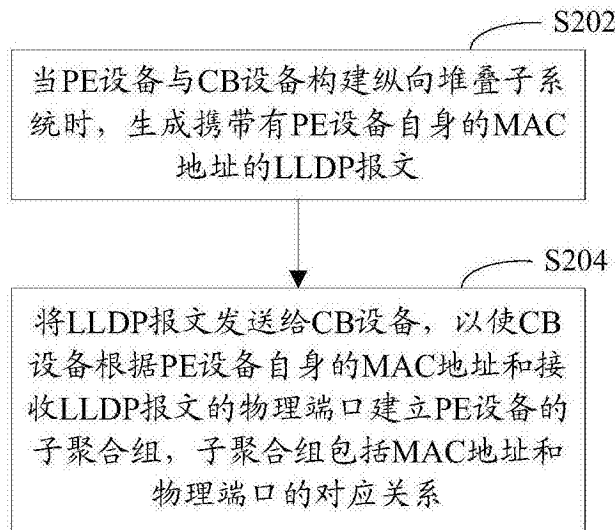 S202
当PE设备与CB设备构建纵向堆叠子系
统时，生成携带有PE设备自身的MAC
地址的LLDP报文
S204
将LLDP报文发送给CB设备，以使CB
设备根据PE设备自身的MAC地址和接
收LLDP报文的物理端口建立PE设备的
子聚合组，子聚合组包括MAC地址和
物理端口的对应关系